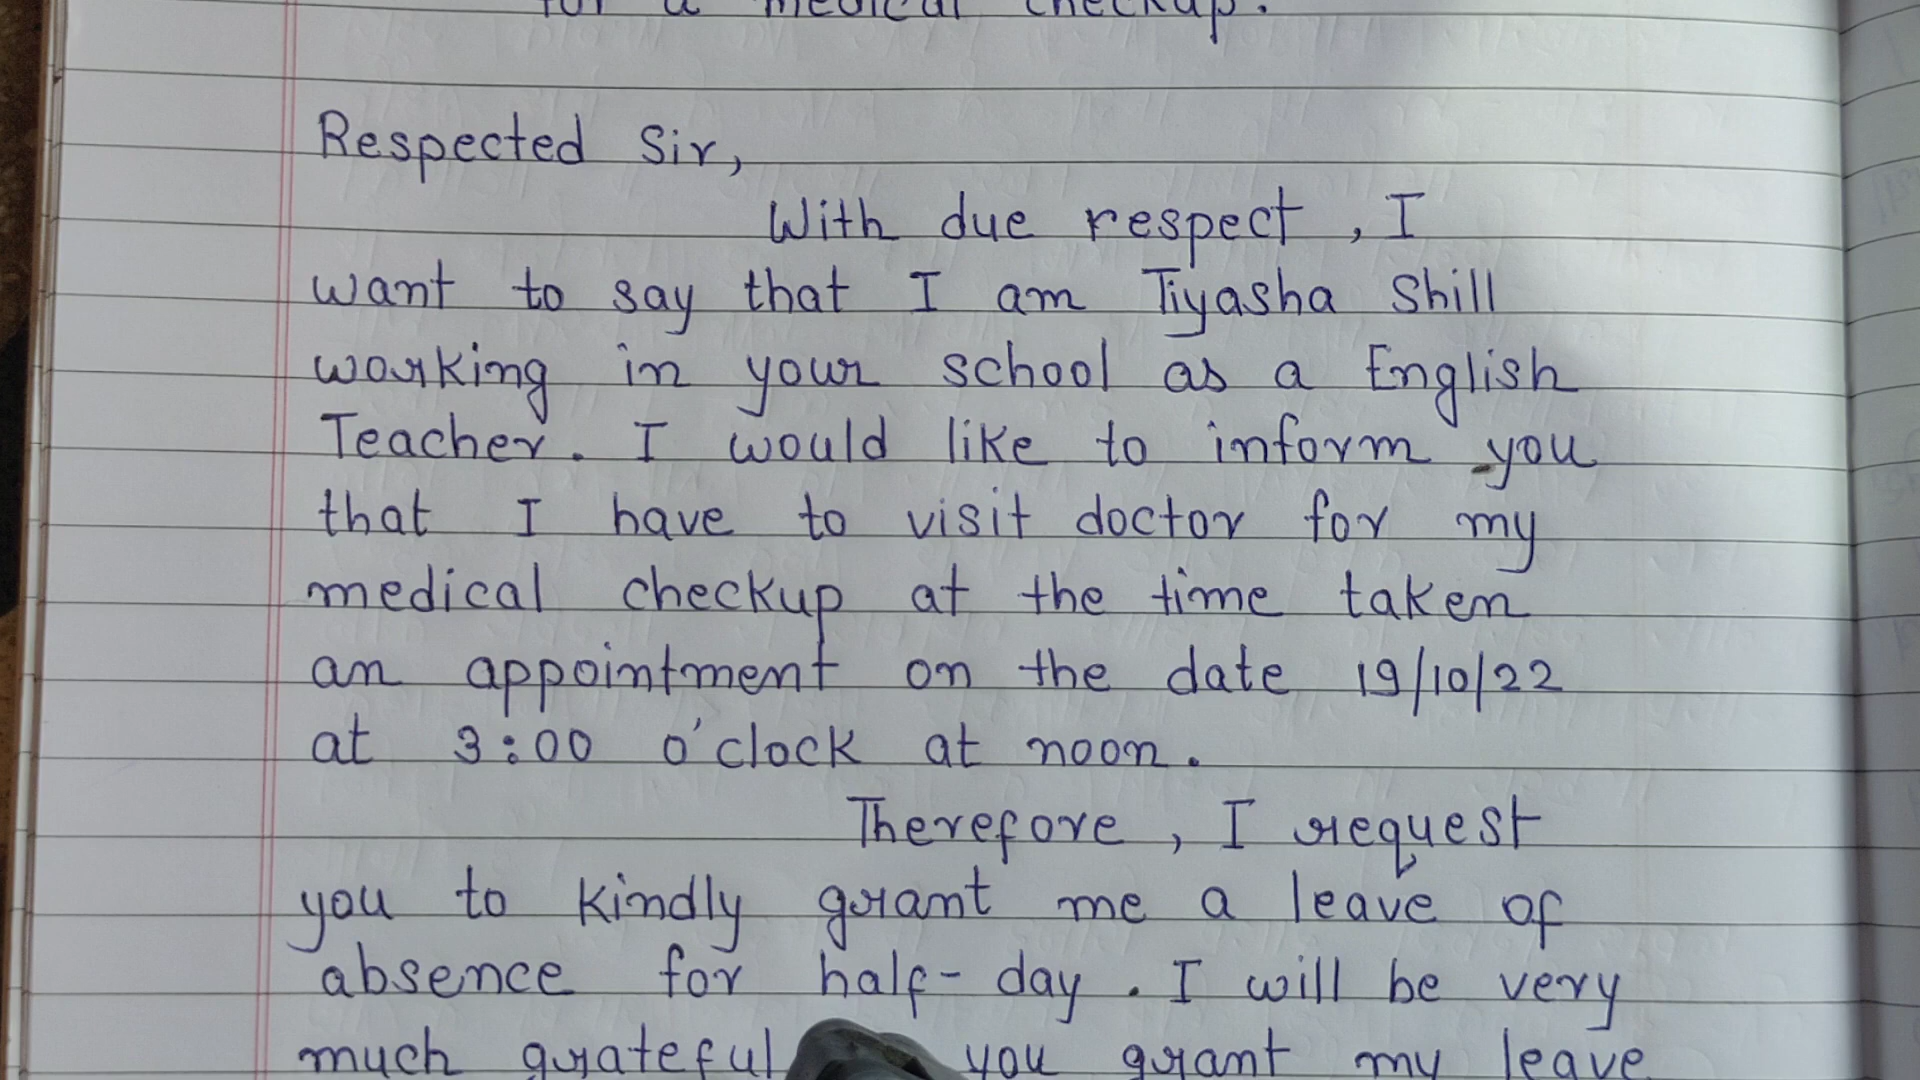 for a medical checkup.
Respected Sir,
With due respect, I
want to say that I am Tiyasha Shill
working in your school as a English
Teacher. I would like to inform you
that I have to visit doctor for my
medical checkup at the time taken
an appointment on the date 19/10/22
at 3:00 o'clock at noon.
Therefore, I request
you to kindly grant me a leave of
absence for half-day. I will be very
much grateful you grant my leave